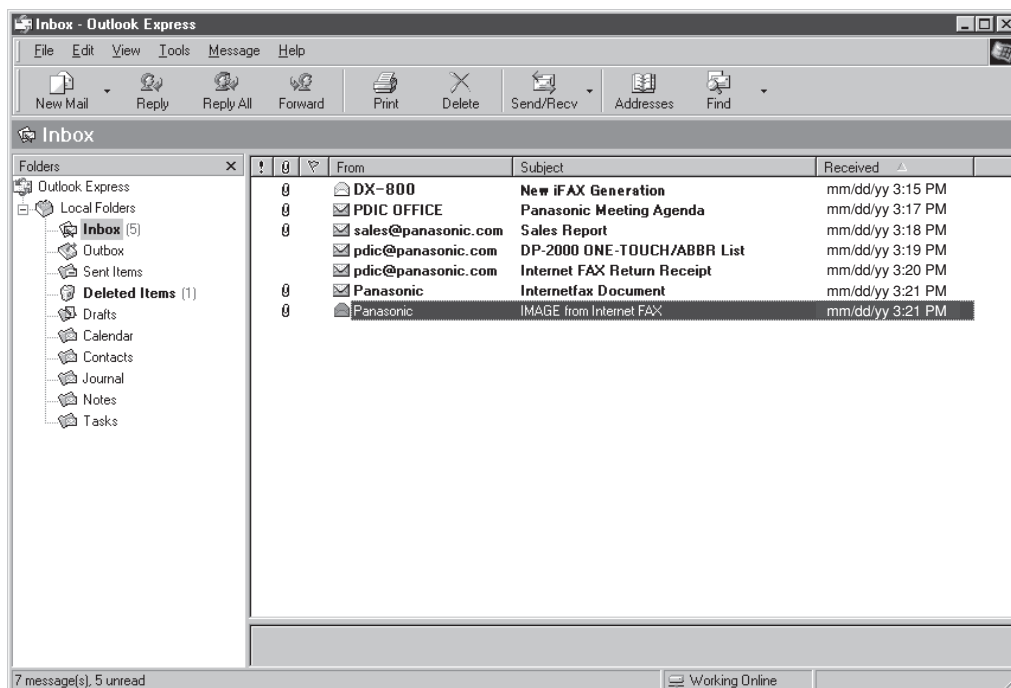 Inbox - Outlook Express
File Edit View Tools Message Help
New Mail Reply Reply All Forward Print Delete Send/Recv Addresses Find
Inbox
Folders
Outlook Express
Local Folders
Inbox (5)
Outbox
Sent Items
Deleted Items (1)
Drafts
Calendar
Contacts
Journal
Notes
Tasks
! From Subject Received
DX-800 New iFAX Generation mm/dd/yy 3:15 PM
PDIC OFFICE Panasonic Meeting Agenda mm/dd/yy 3:17 PM
sales@panasonic.com Sales Report mm/dd/yy 3:18 PM
pdic@panasonic.com DP-2000 ONE-TOUCH/ABBR List mm/dd/yy 3:19 PM
pdic@panasonic.com Internet FAX Return Receipt mm/dd/yy 3:20 PM
Panasonic Internetfax Document mm/dd/yy 3:21 PM
Panasonic IMAGE from Internet FAX mm/dd/yy 3:21 PM
7 message(s), 5 unread Working Online